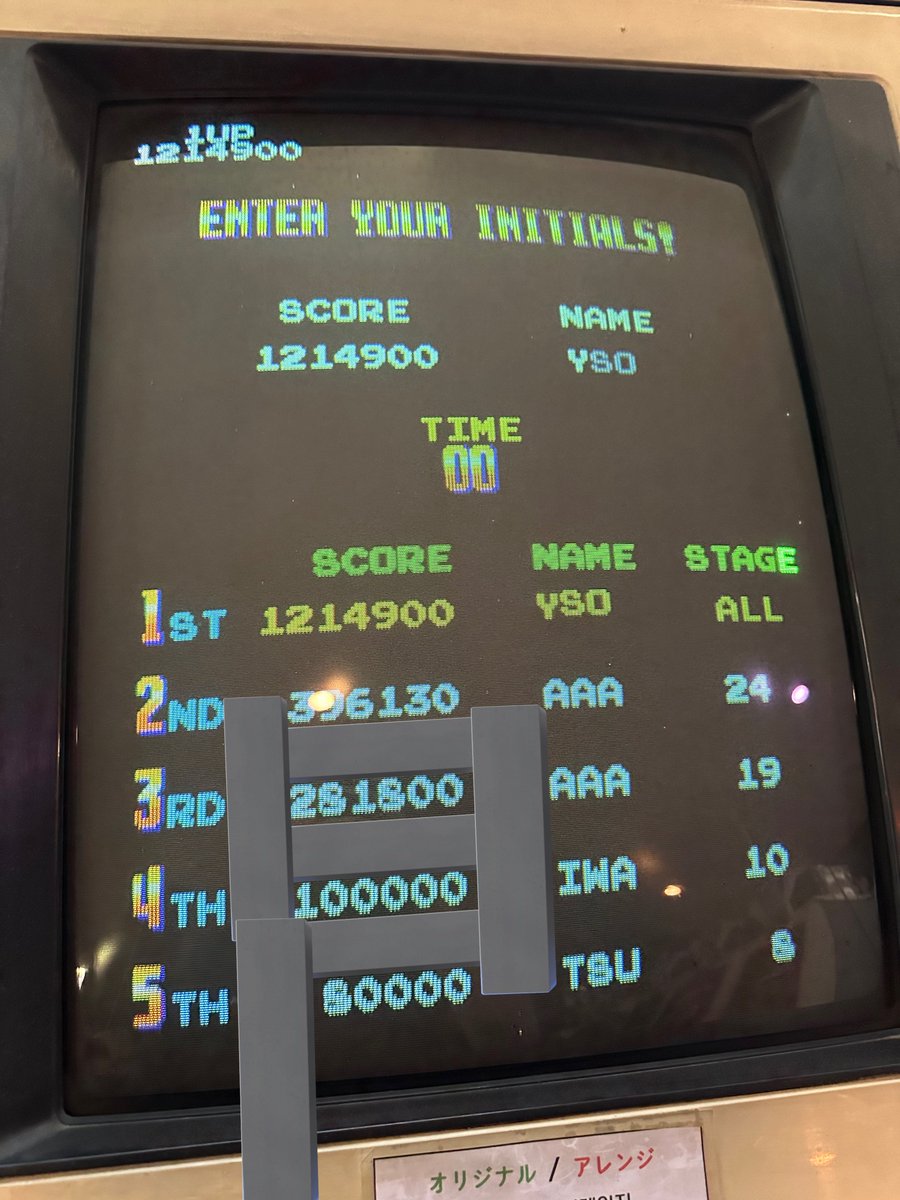 1UP
1214900
ENTER YOUR INITIALS!
SCORE NAME
1214900 YSO
TIME
00
SCORE NAME STAGE
1ST 1214900 YSO ALL
2ND 396130 AAA 24
3RD 281800 AAA 19
4TH 100000 IWA 10
5TH 80000 TSU 8
オリジナル / アレンジ